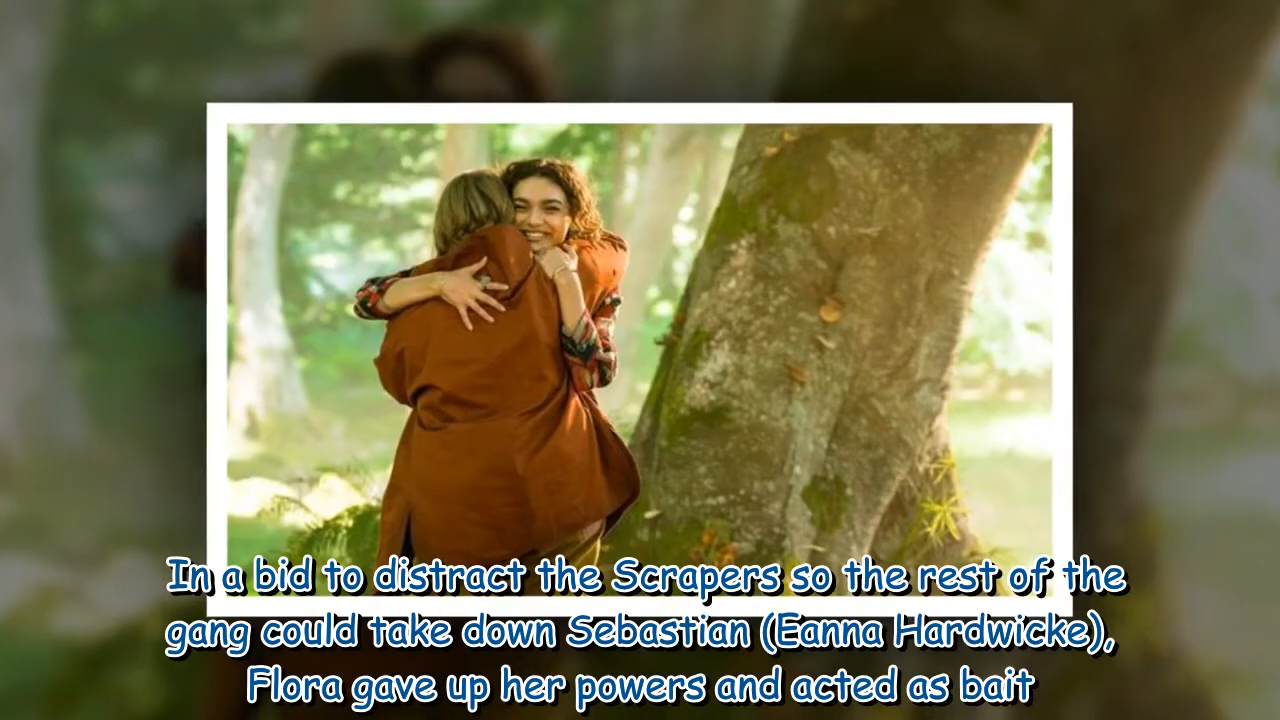 In a bid to distract the Scrapers so the rest of the
gang could take down Sebastian (Eanna Hardwicke),
Flora gave up her powers and acted as bait